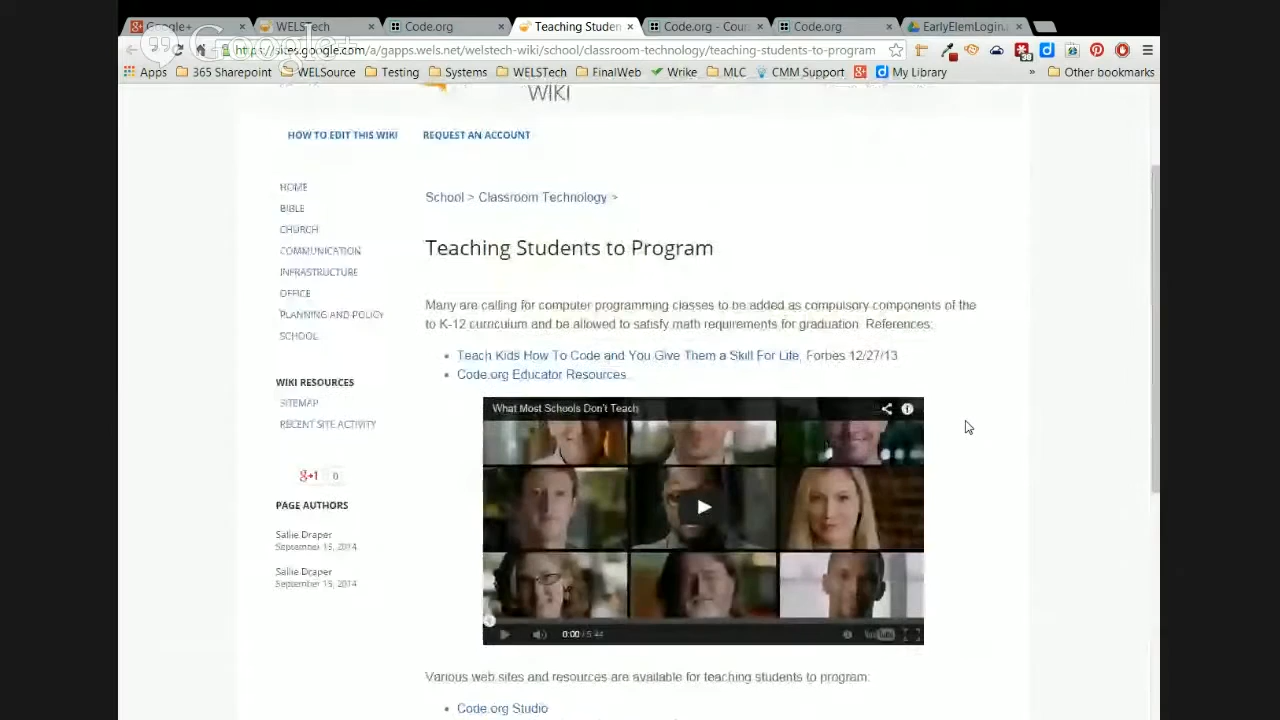 Google+
WELSTech
Code.org
Teaching Studen
Code.org - Cour
Code.org
EarlyElemLogin.
Google+
https://sites.google.com/a/gapps.wels.net/welstech-wiki/school/classroom-technology/teaching-students-to-program
38
Apps 365 Sharepoint WELSource Testing Systems WELSTech FinalWeb Wrike MLC CMM Support My Library » Other bookmarks
WIKI
HOW TO EDIT THIS WIKI REQUEST AN ACCOUNT
HOME
BIBLE
CHURCH
COMMUNICATION
INFRASTRUCTURE
OFFICE
PLANNING AND POLICY
SCHOOL
WIKI RESOURCES
SITEMAP
RECENT SITE ACTIVITY
g+1 0
PAGE AUTHORS
Sallie Draper
September 15, 2014
Sallie Draper
September 15, 2014
School > Classroom Technology >
Teaching Students to Program
Many are calling for computer programming classes to be added as compulsory components of the
to K-12 curriculum and be allowed to satisfy math requirements for graduation. References:
Teach Kids How To Code and You Give Them a Skill For Life, Forbes 12/27/13
Code.org Educator Resources
What Most Schools Don't Teach
0:00 / 5:44
YouTube
Various web sites and resources are available for teaching students to program:
Code.org Studio